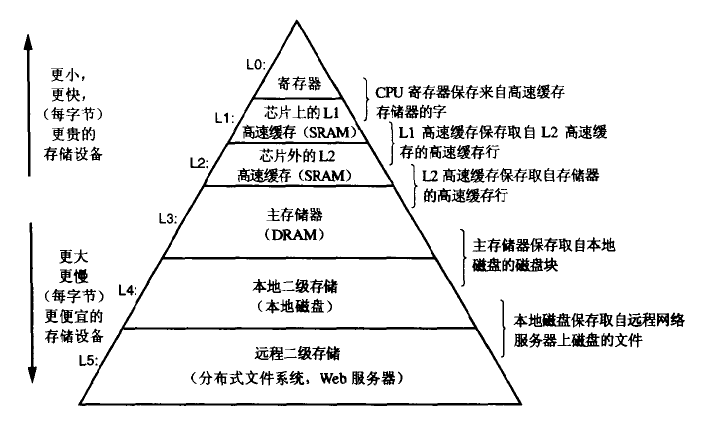 L0:
寄存器
更小,
更快,
(每字节)
更贵的
存储设备
CPU 寄存器保存来自高速缓存
存储器的字
L1:
芯片上的L1
高速缓存(SRAM)
L1 高速缓存保存取自 L2 高速缓
存的高速缓存行
L2:
芯片外的L2
高速缓存(SRAM)
L2 高速缓存保存取自存储器
的高速缓存行
L3:
主存储器
(DRAM)
主存储器保存取自本地
磁盘的磁盘块
更大
更慢
(每字节)
更便宜的
存储设备
L4:
本地二级存储
(本地磁盘)
本地磁盘保存取自远程网络
服务器上磁盘的文件
L5:
远程二级存储
(分布式文件系统, Web 服务器)